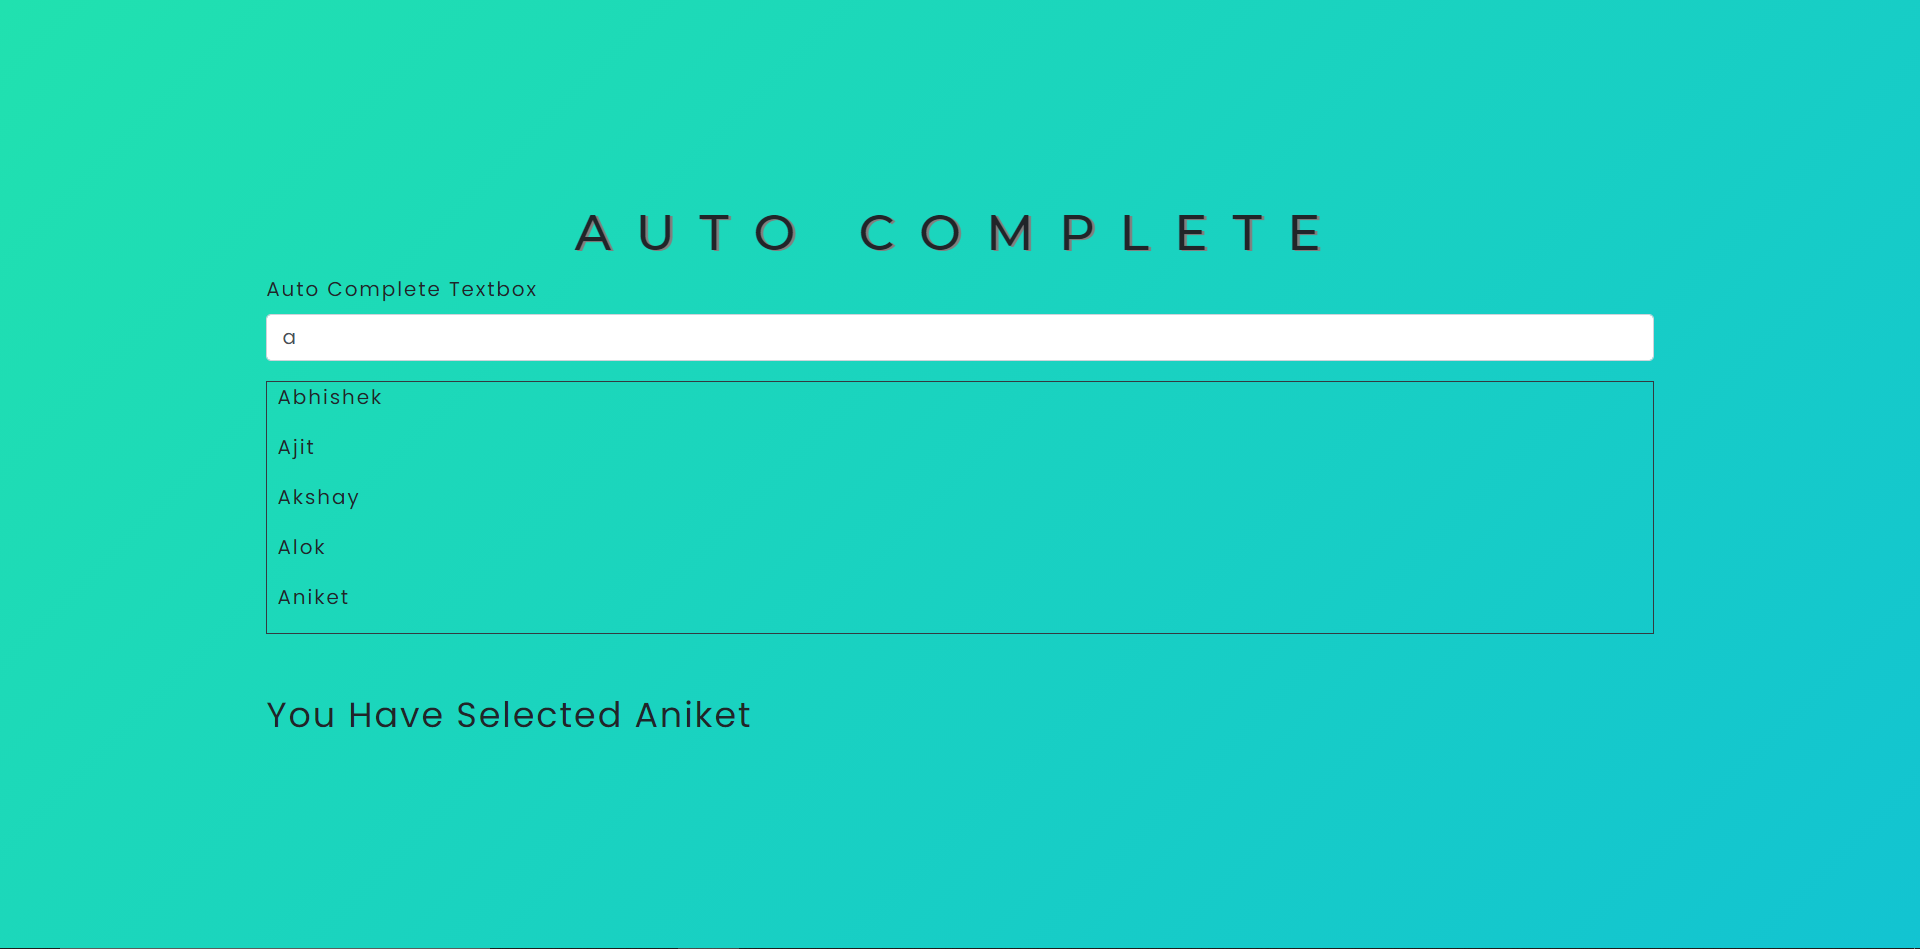 AUTO COMPLETE
Auto Complete Textbox
a
Abhishek
Ajit
Akshay
Alok
Aniket
You Have Selected Aniket